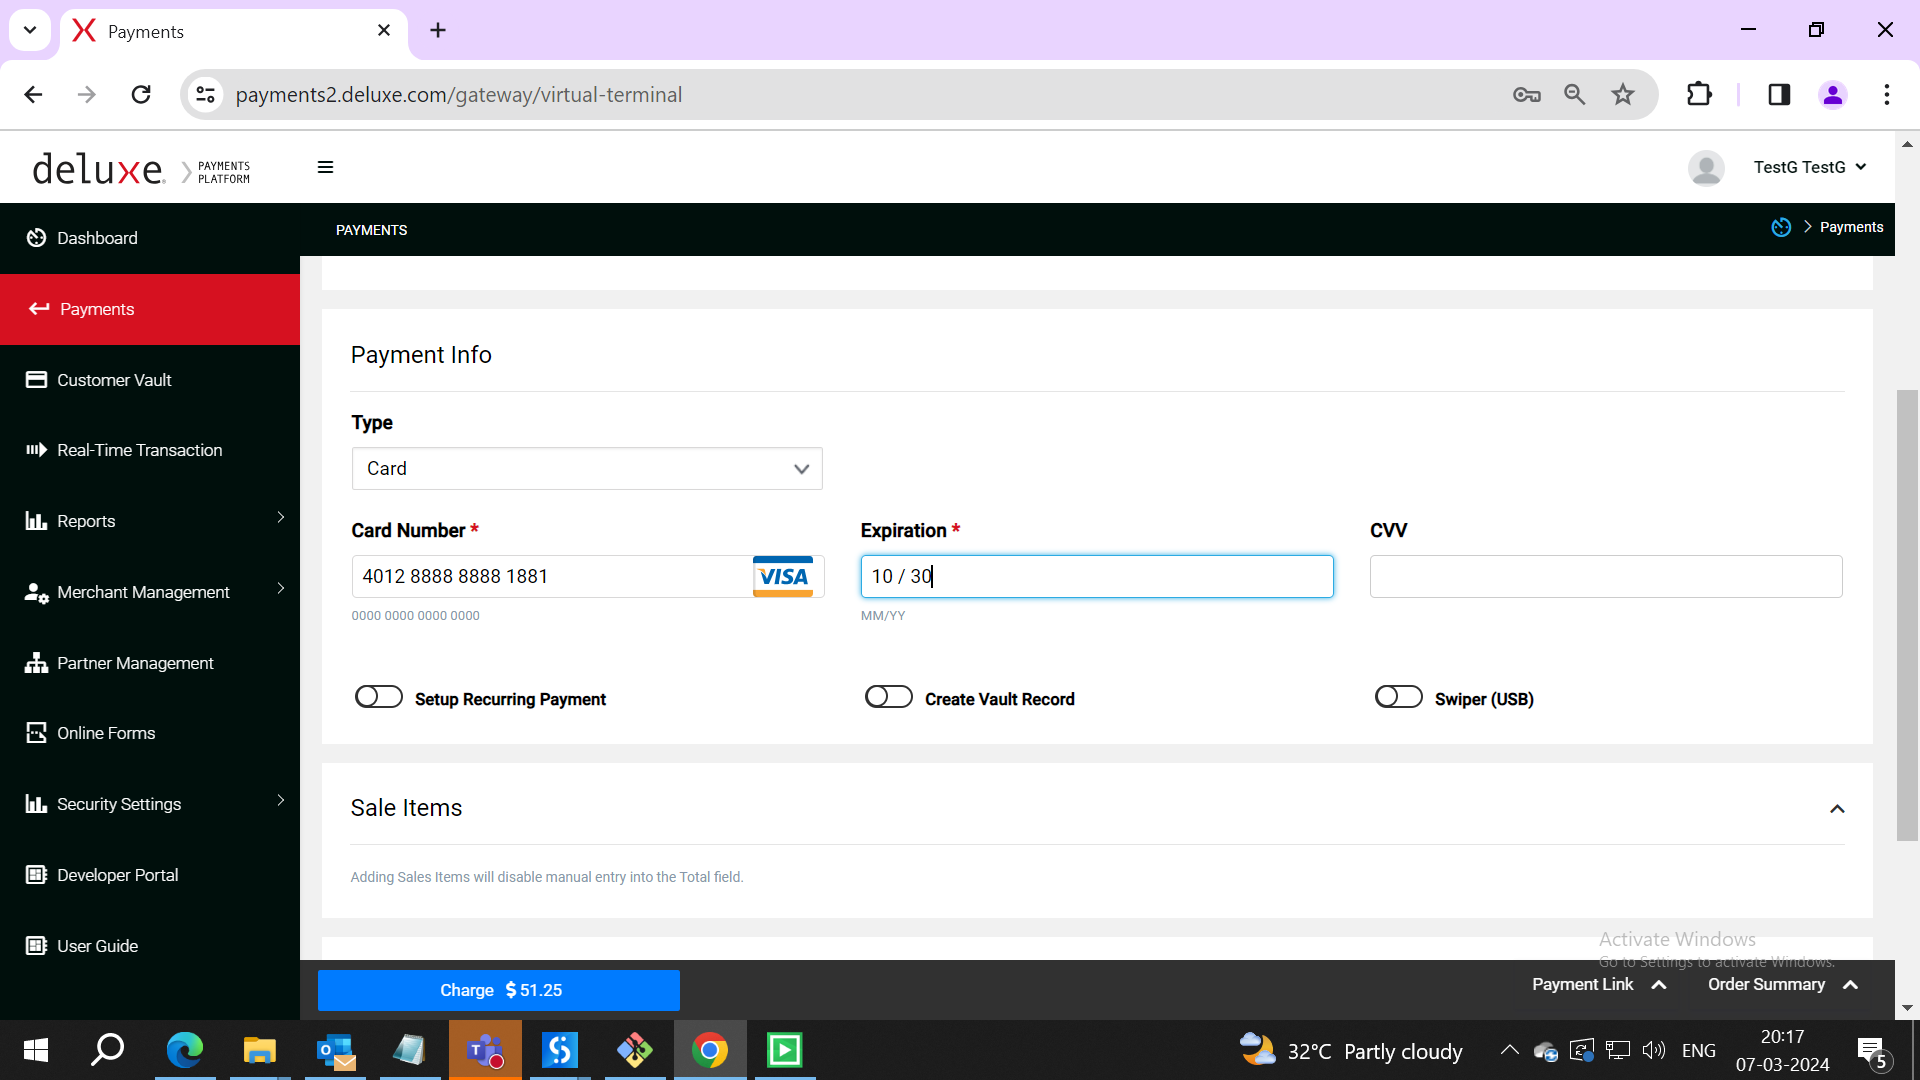 Payments
payments2.deluxe.com/gateway/virtual-terminal
deluxe.
PAYMENTS
PLATFORM
TestG TestG
PAYMENTS
Payments
Dashboard
Payments
Customer Vault
Real-Time Transaction
Reports
Merchant Management
Partner Management
Online Forms
Security Settings
Developer Portal
User Guide
Payment Info
Type
Card
Card Number *
Expiration *
CVV
4012 8888 8888 1881
VISA
10 / 30
0000 0000 0000 0000
MM/YY
Setup Recurring Payment
Create Vault Record
Swiper (USB)
Sale Items
Adding Sales Items will disable manual entry into the Total field.
Activate Windows
Go to Settings to activate Windows.
Charge $ 51.25
Payment Link
Order Summary
32°C Partly cloudy
ENG
20:17
07-03-2024
5